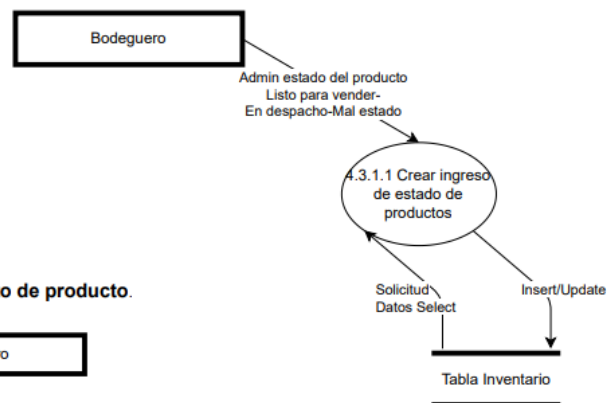 Bodeguero
Admin estado del producto
Listo para vender-
En despacho-Mal estado
4.3.1.1 Crear ingreso
de estado de
productos
Solicitud
Datos Select
Insert/Update
o de producto.
o
Tabla Inventario